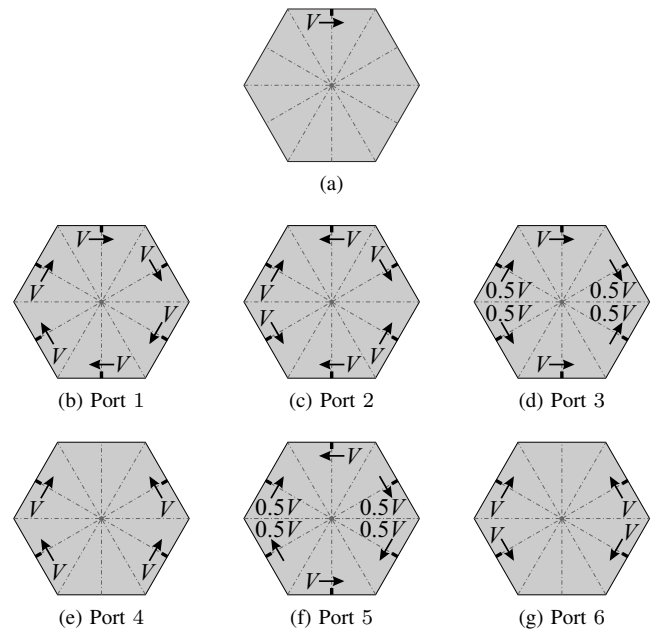 V
(a)
V V
V V
V V
(b) Port 1
V
V V
V V
V
(c) Port 2
V
0.5V 0.5V
0.5V 0.5V
V
(d) Port 3
V V
V V
(e) Port 4
V
0.5V 0.5V
0.5V 0.5V
V
(f) Port 5
V V
V V
(g) Port 6